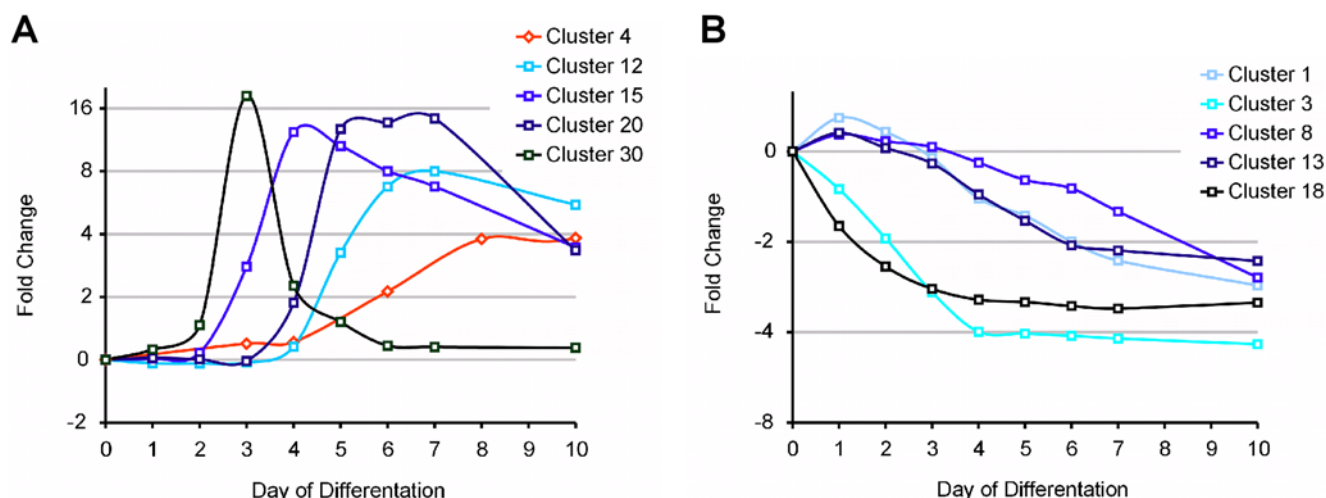 A
Cluster 4
Cluster 12
Cluster 15
Cluster 20
Cluster 30
Fold Change
16
8
4
2
0
-2
0 1 2 3 4 5 6 7 8 9 10
Day of Differentation
B
Cluster 1
Cluster 3
Cluster 8
Cluster 13
Cluster 18
Fold Change
0
-2
-4
-8
0 1 2 3 4 5 6 7 8 9 10
Day of Differentation